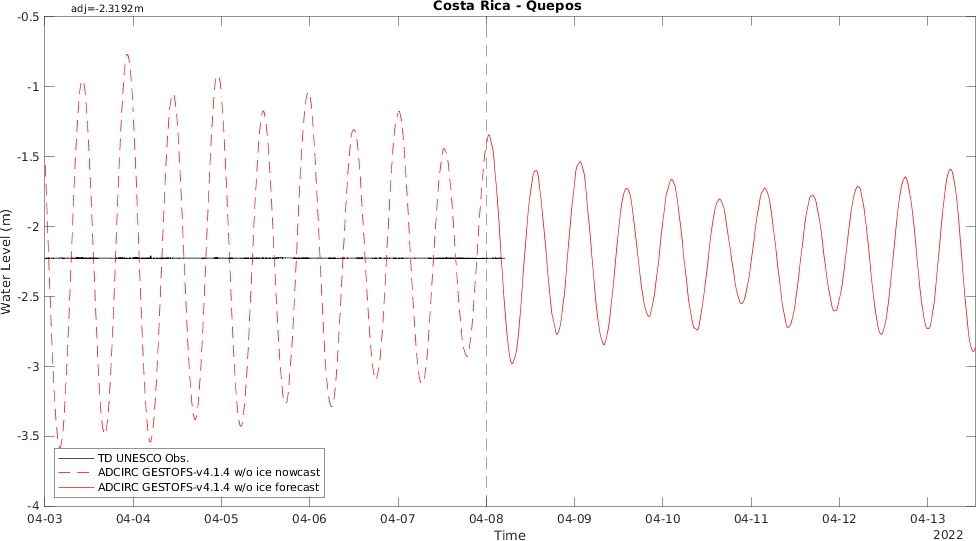 Costa Rica - Quepos
adj=-2.3192m
-0.5
-1
-1.5
-2
-2.5
-3
-3.5
-4
Water Level (m)
TD UNESCO Obs.
ADCIRC GESTOFS-v4.1.4 w/o ice nowcast
ADCIRC GESTOFS-v4.1.4 w/o ice forecast
04-03 04-04 04-05 04-06 04-07 04-08 04-09 04-10 04-11 04-12 04-13
Time
2022